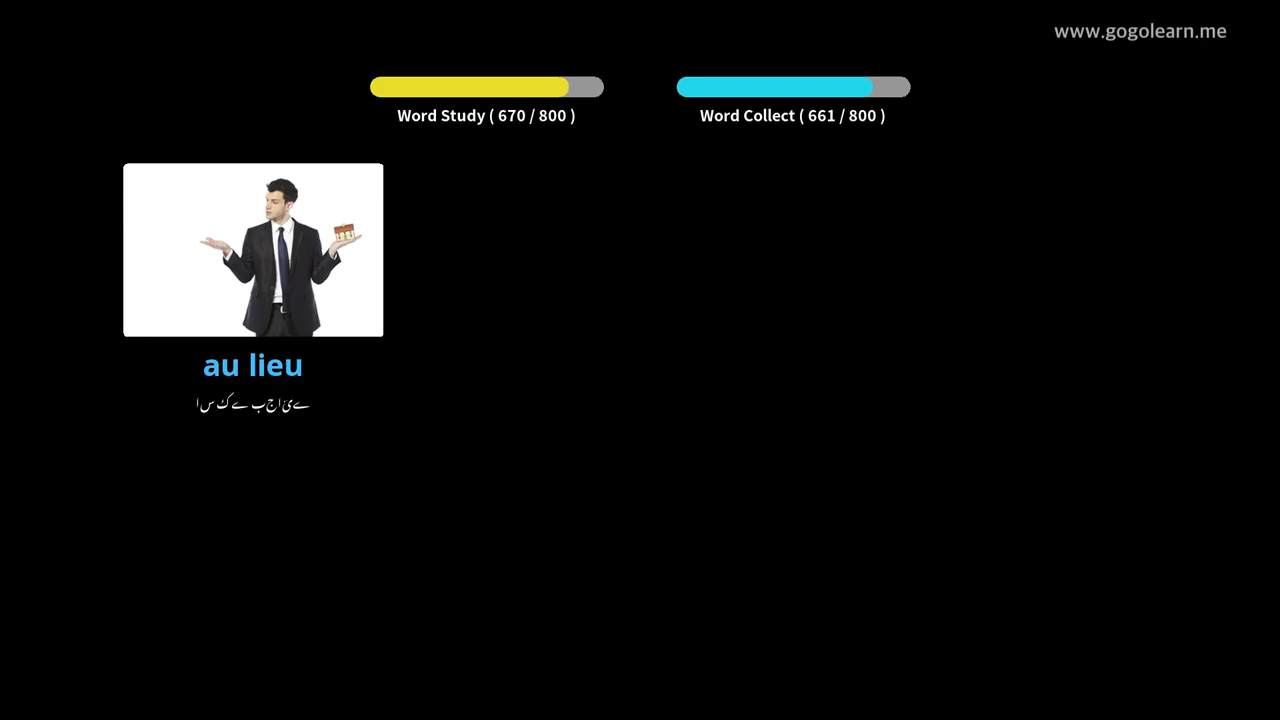 www.gogolearn.me
Word Study ( 670 / 800 )
Word Collect ( 661 / 800 )
au lieu
اس کے بجائے